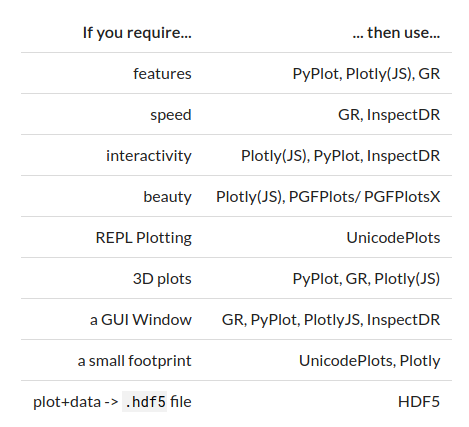 If you require... ... then use...
features PyPlot, Plotly(JS), GR
speed GR, InspectDR
interactivity Plotly(JS), PyPlot, InspectDR
beauty Plotly(JS), PGFPlots/ PGFPlotsX
REPL Plotting UnicodePlots
3D plots PyPlot, GR, Plotly(JS)
a GUI Window GR, PyPlot, PlotlyJS, InspectDR
a small footprint UnicodePlots, Plotly
plot+data -> .hdf5 file HDF5